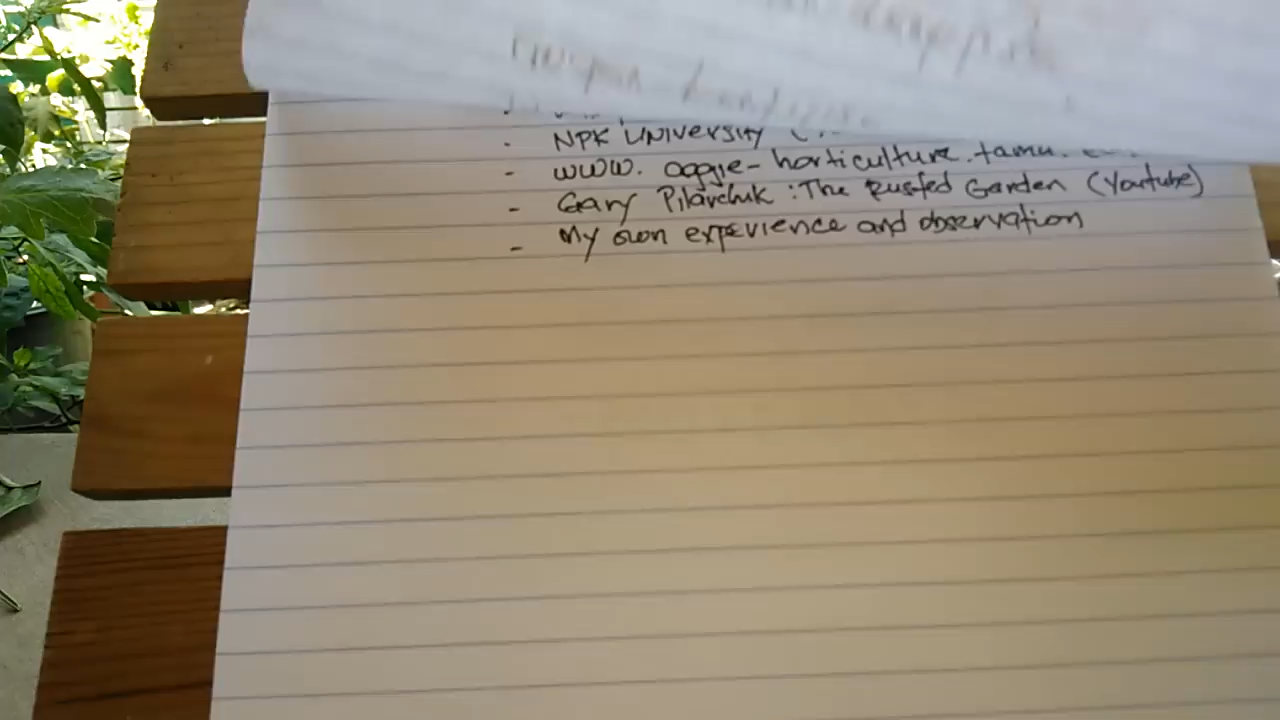 - NPK UNIVERSITY
- www. aggie-horticulture.tamu.
- Gary Pilarchuk : The Rusted Garden (Youtube)
- My own experience and observation